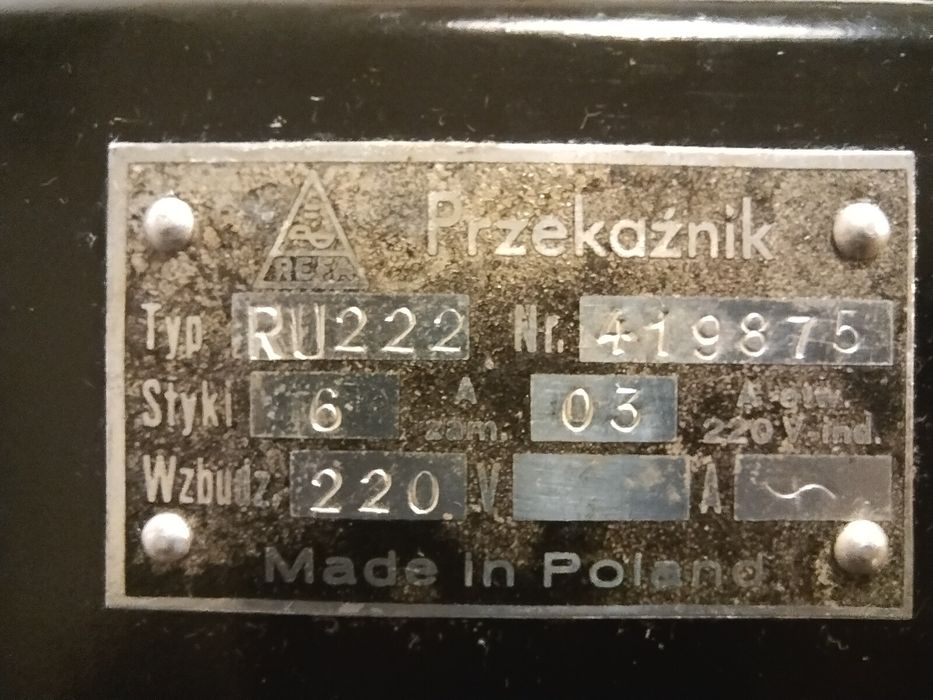 REFA
Przekaźnik
Typ RU222 Nr. 419875
Styki 6 A zam. 03 A-otw. 220 V-ind.
Wzbudz. 220 V A ~
Made in Poland